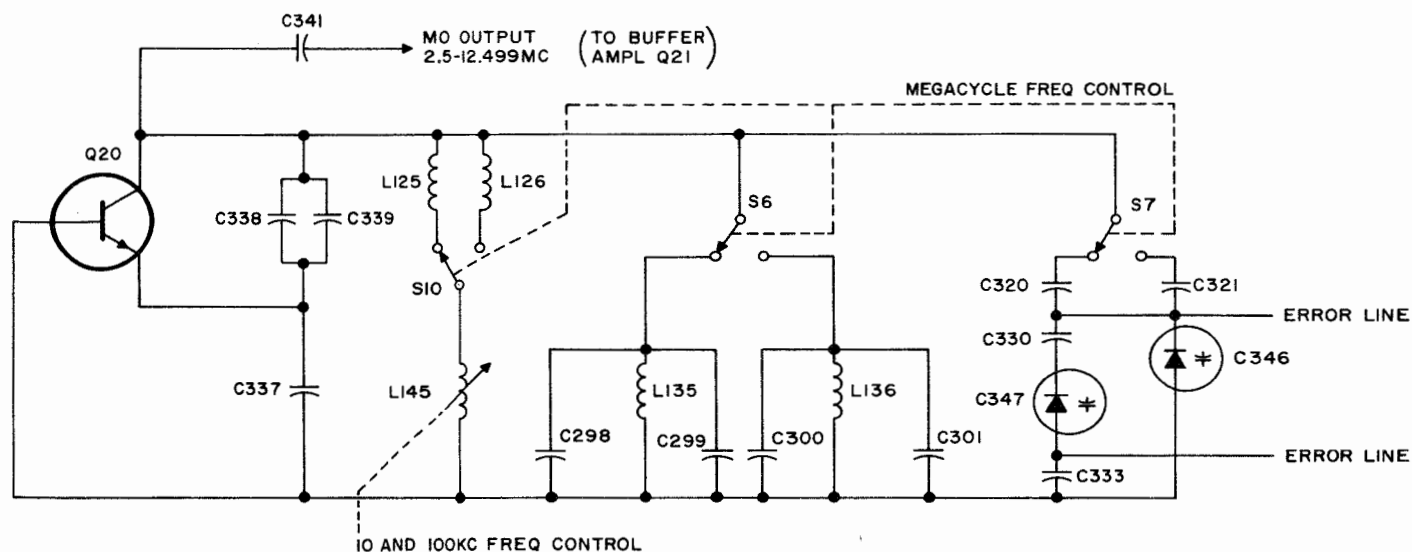 C341
MO OUTPUT (TO BUFFER
2.5-12.499MC AMPL Q21)
MEGACYCLE FREQ CONTROL
Q20
L125
L126
C338
C339
S6
S7
S10
C320
C321
ERROR LINE
C330
C346
C337
L145
L135
L136
C347
C298
C299
C300
C301
ERROR LINE
C333
10 AND 100KC FREQ CONTROL